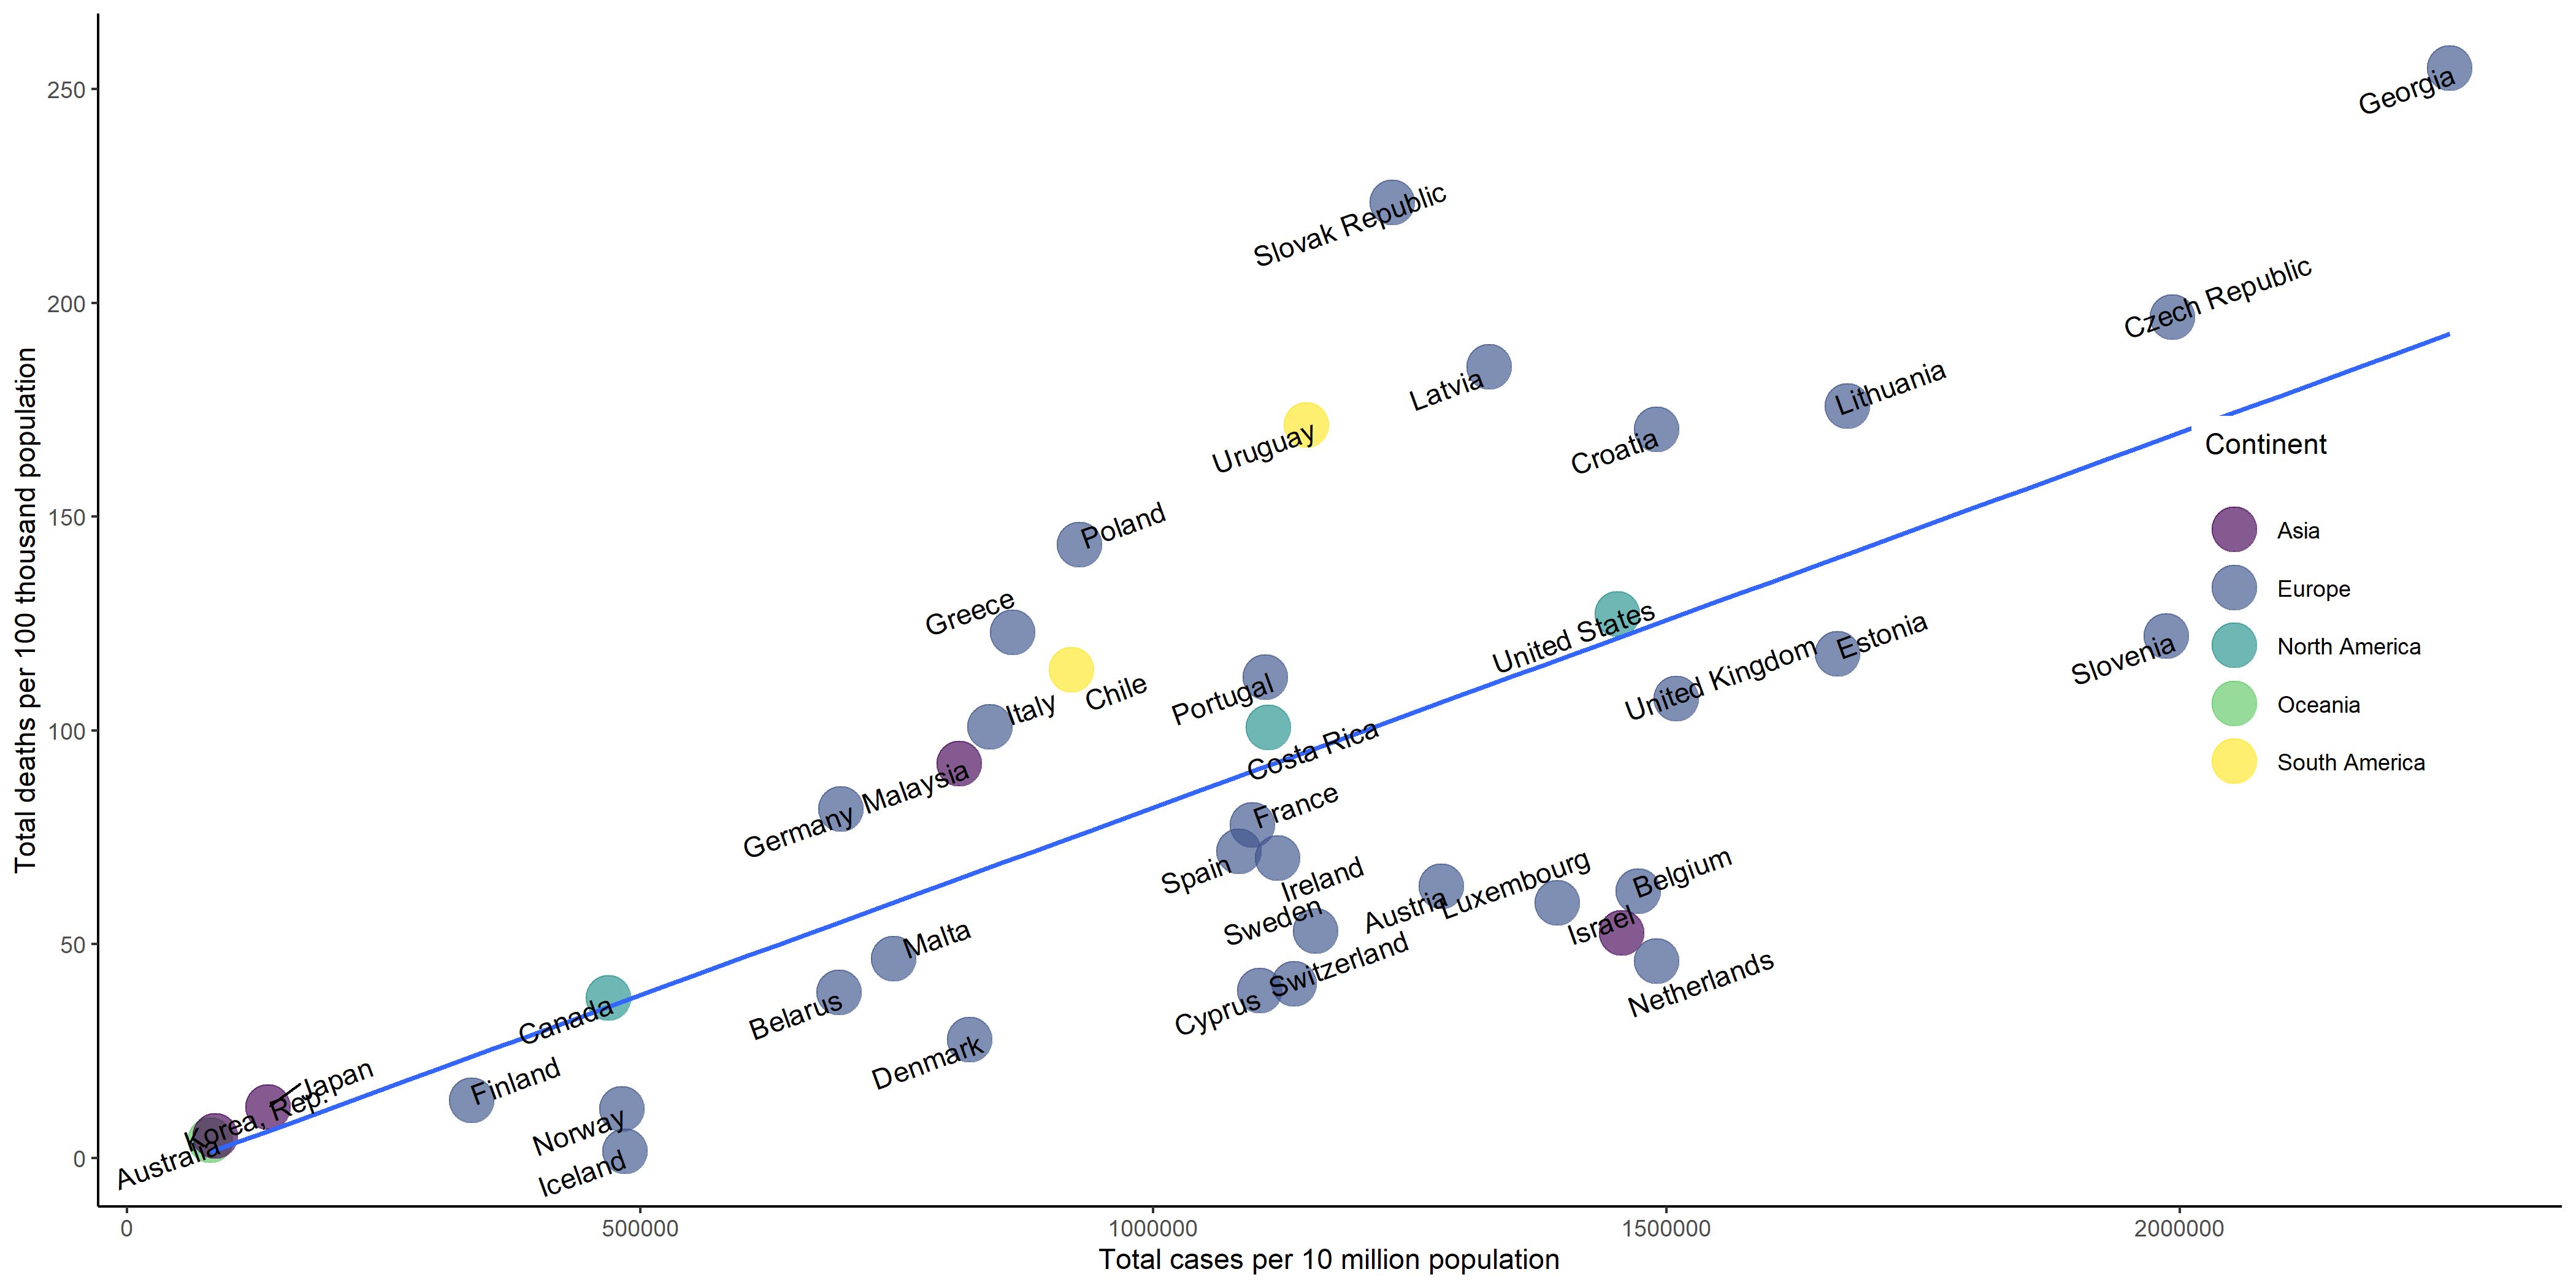 Total deaths per 100 thousand population
250
200
150
100
50
0
Georgia
Slovak Republic
Czech Republic
Latvia
Lithuania
Uruguay
Croatia
Poland
Greece
Chile
Italy
Malaysia
Germany
Portugal
Costa Rica
United States
United Kingdom
Estonia
Slovenia
France
Spain
Ireland
Sweden
Austria
Luxembourg
Belgium
Israel
Netherlands
Switzerland
Cyprus
Malta
Belarus
Denmark
Canada
Finland
Norway
Iceland
Japan
Korea, Rep.
Australia
Continent
Asia
Europe
North America
Oceania
South America
0
500000
1000000
1500000
2000000
Total cases per 10 million population